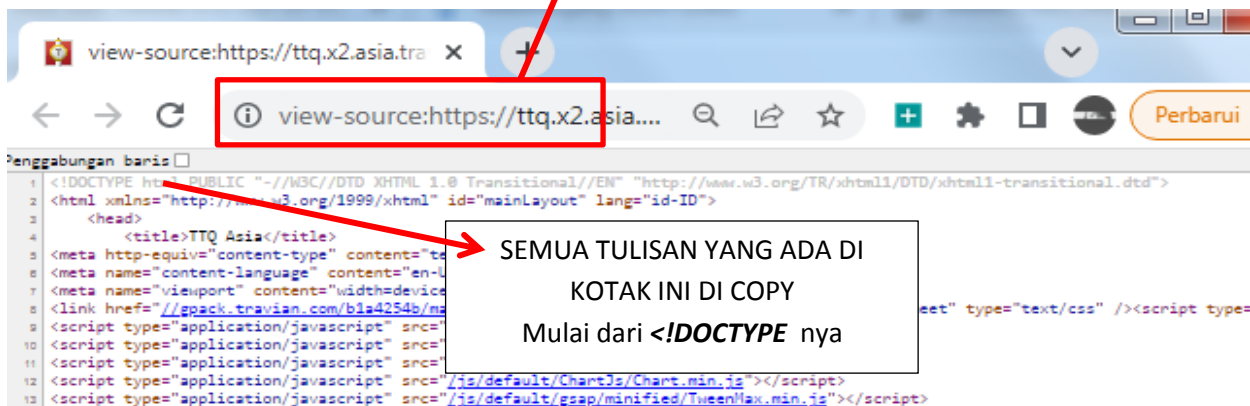 view-source:https://ttq.x2.asia.tra
view-source:https://ttq.x2.asia....
Perbarui
Penggabungan baris
1 <!DOCTYPE html PUBLIC "-//W3C//DTD XHTML 1.0 Transitional//EN" "http://www.w3.org/TR/xhtml1/DTD/xhtml1-transitional.dtd">
2 <html xmlns="http://www.w3.org/1999/xhtml" id="mainLayout" lang="id-ID">
3 <head>
4 <title>TTQ Asia</title>
5 <meta http-equiv="content-type" content="te
6 <meta name="content-language" content="en-U
7 <meta name="viewport" content="width=device
8 <link href="//gpack.travian.com/b1a4254b/ma eet" type="text/css" /><script type=
9 <script type="application/javascript" src="
10 <script type="application/javascript" src="
11 <script type="application/javascript" src="
12 <script type="application/javascript" src="/js/default/ChartJs/Chart.min.js"></script>
13 <script type="application/javascript" src="/js/default/gsap/minified/TweenMax.min.js"></script>
SEMUA TULISAN YANG ADA DI
KOTAK INI DI COPY
Mulai dari <!DOCTYPE nya